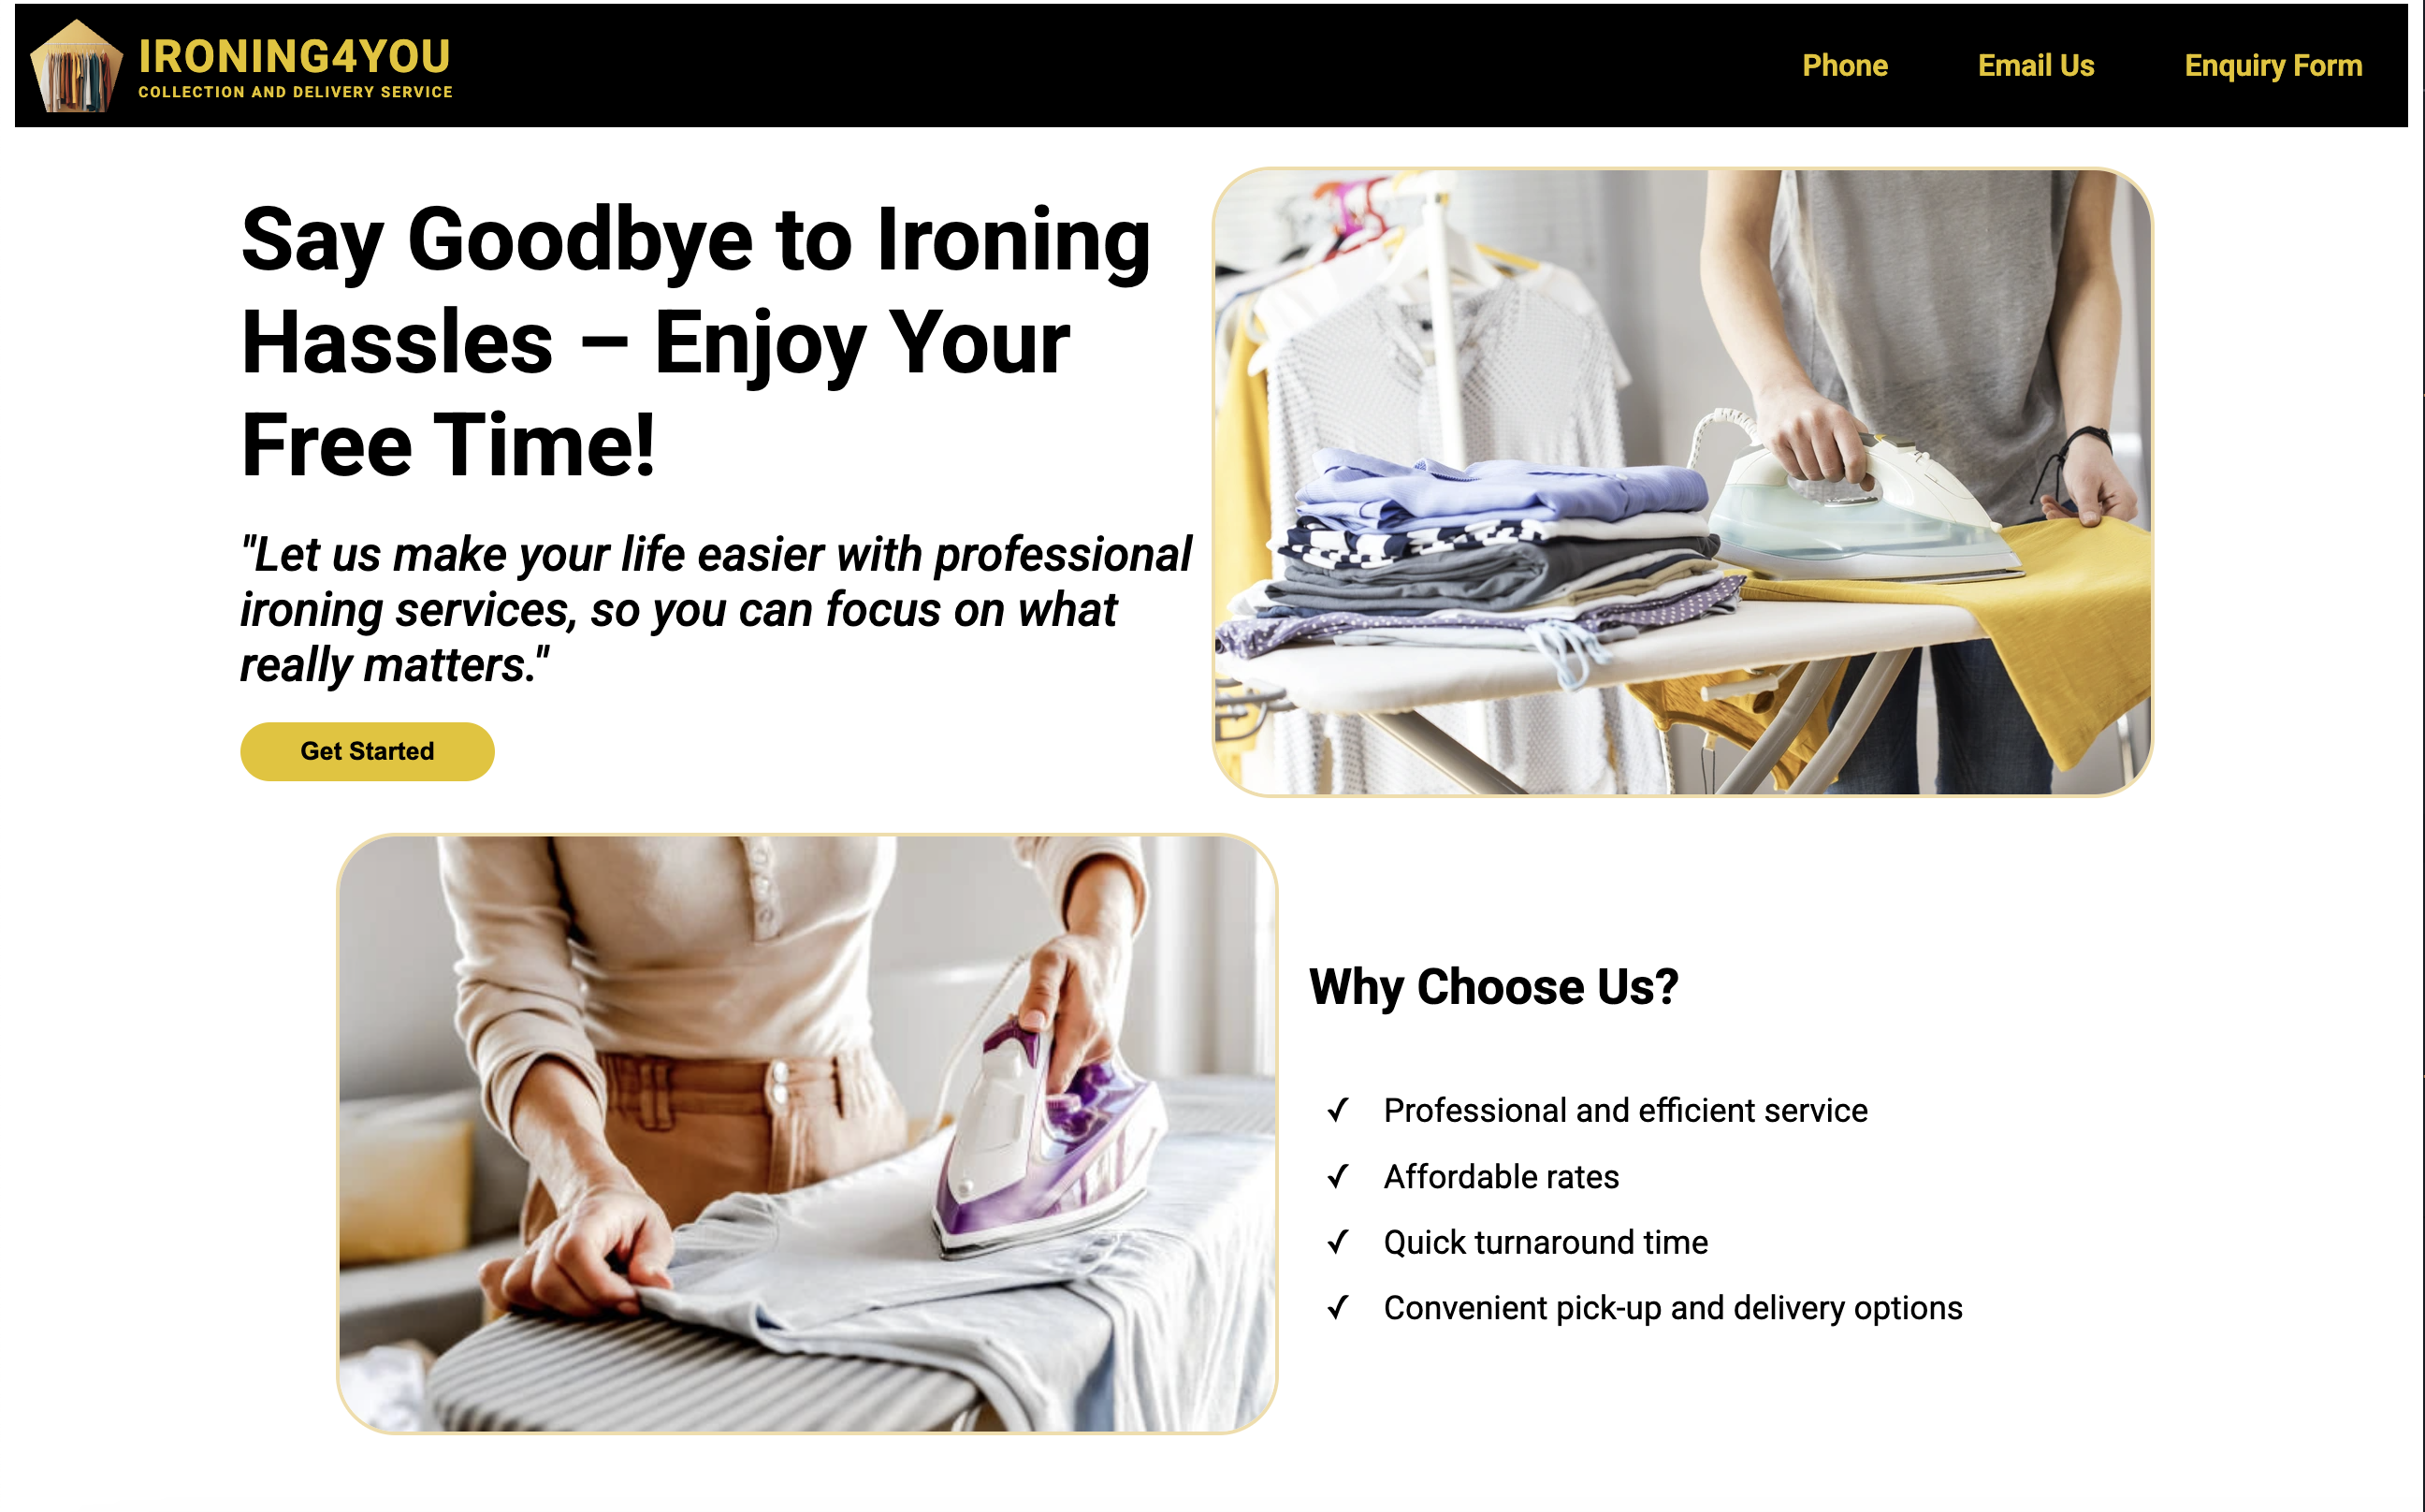 IRONING4YOU
COLLECTION AND DELIVERY SERVICE
Phone
Email Us
Enquiry Form
Say Goodbye to Ironing
Hassles – Enjoy Your
Free Time!
"Let us make your life easier with professional
ironing services, so you can focus on what
really matters."
Get Started
Why Choose Us?
✓ Professional and efficient service
✓ Affordable rates
✓ Quick turnaround time
✓ Convenient pick-up and delivery options